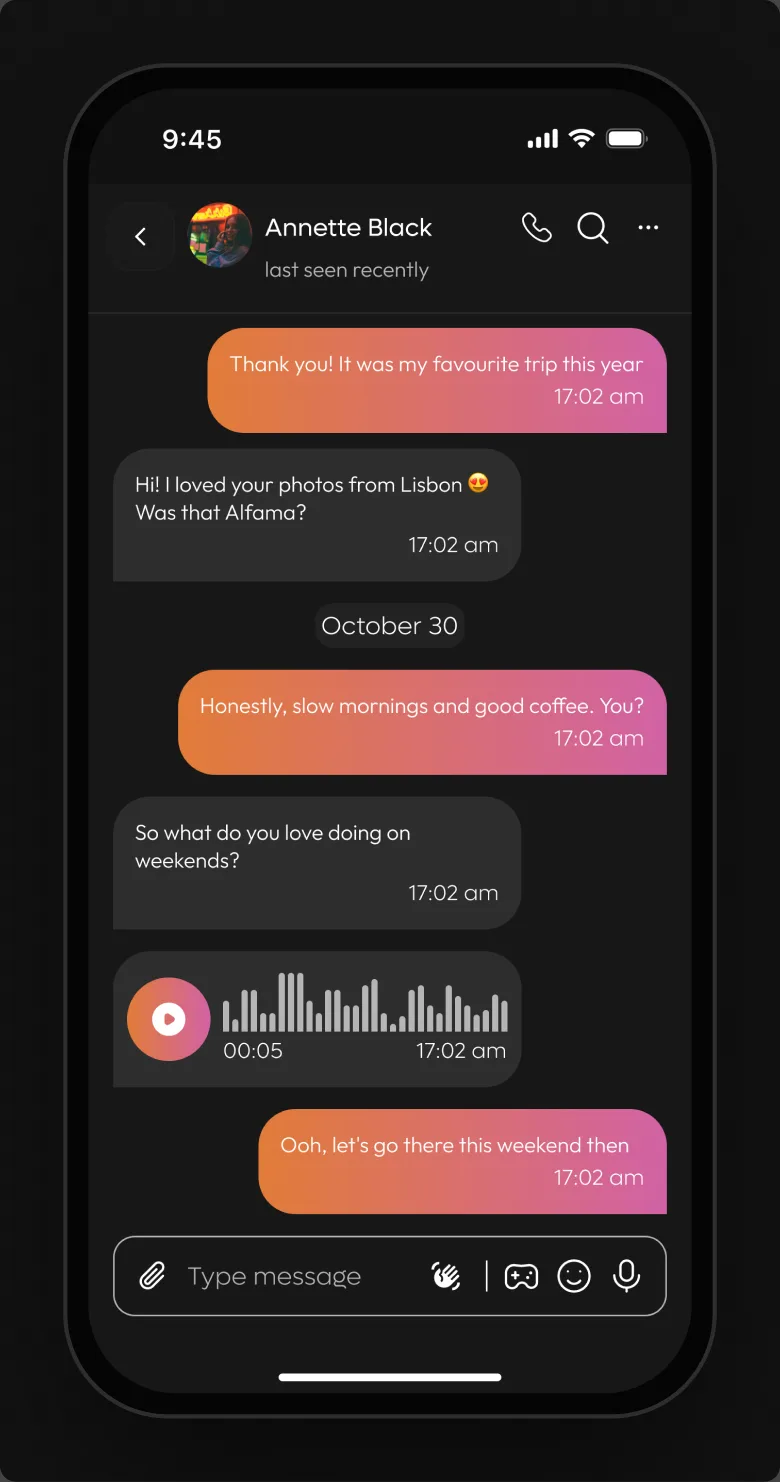 9:45
Annette Black
last seen recently
Thank you! It was my favourite trip this year
17:02 am
Hi! I loved your photos from Lisbon 😍
Was that Alfama?
17:02 am
October 30
Honestly, slow mornings and good coffee. You?
17:02 am
So what do you love doing on
weekends?
17:02 am
00:05 17:02 am
Ooh, let's go there this weekend then
17:02 am
Type message